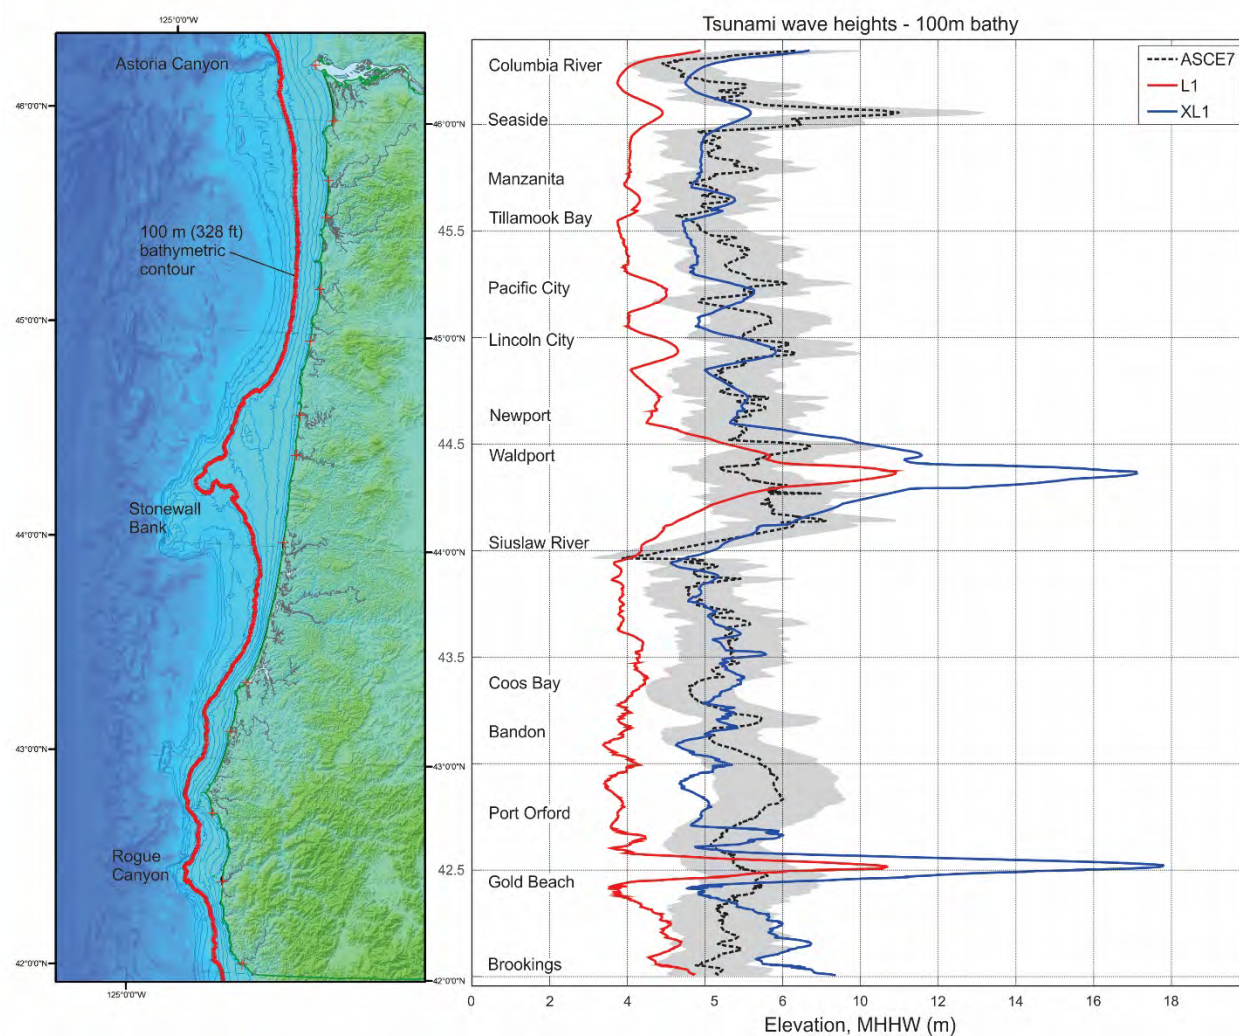 125°0'0"W
Astoria Canyon
46°0'0"N
100 m (328 ft)
bathymetric
contour
45°0'0"N
Stonewall
Bank
44°0'0"N
43°0'0"N
Rogue
Canyon
42°0'0"N
125°0'0"W
Tsunami wave heights - 100m bathy
ASCE7
L1
XL1
Columbia River
46°0'0"N
Seaside
Manzanita
Tillamook Bay
45.5
Pacific City
45°0'0"N
Lincoln City
Newport
44.5
Waldport
Siuslaw River
44°0'0"N
43.5
Coos Bay
Bandon
43°0'0"N
Port Orford
42.5
Gold Beach
Brookings
42°0'0"N
0 2 4 5 6 10 12 14 16 18
Elevation, MHHW (m)